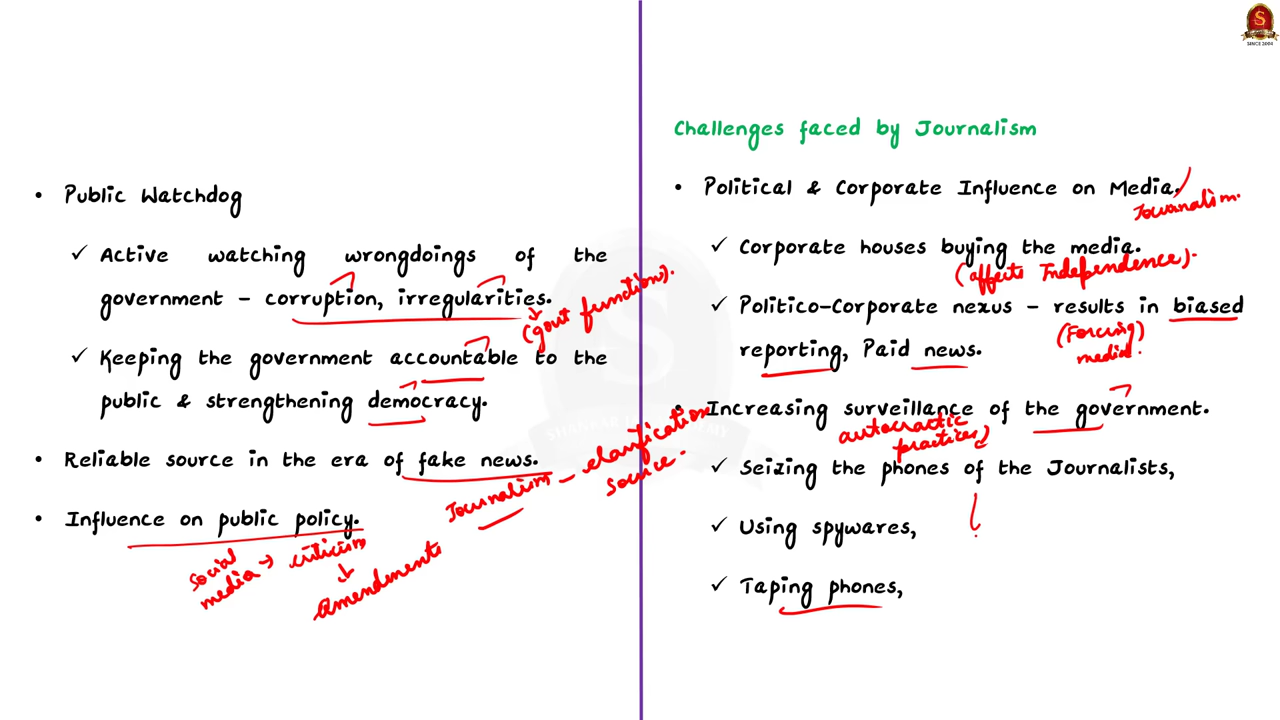 • Public Watchdog
✓ Active watching wrongdoings of the
government – corruption, irregularities.
(govt function).
✓ Keeping the government accountable to the
public & strengthening democracy.
• Reliable source in the era of fake news.
Journalism – clarification
source.
• Influence on public policy.
social
media → criticism
↓
amendments
S
SINCE 2004
Challenges faced by Journalism
• Political & Corporate Influence on Media.
Journalism.
✓ Corporate houses buying the media.
(affects Independence).
✓ Politico-Corporate nexus – results in biased
(Forcing)
media.
reporting, Paid news.
• Increasing surveillance of the government.
autocractic
practices)
✓ Seizing the phones of the Journalists,
✓ Using spywares,
✓ Taping phones,